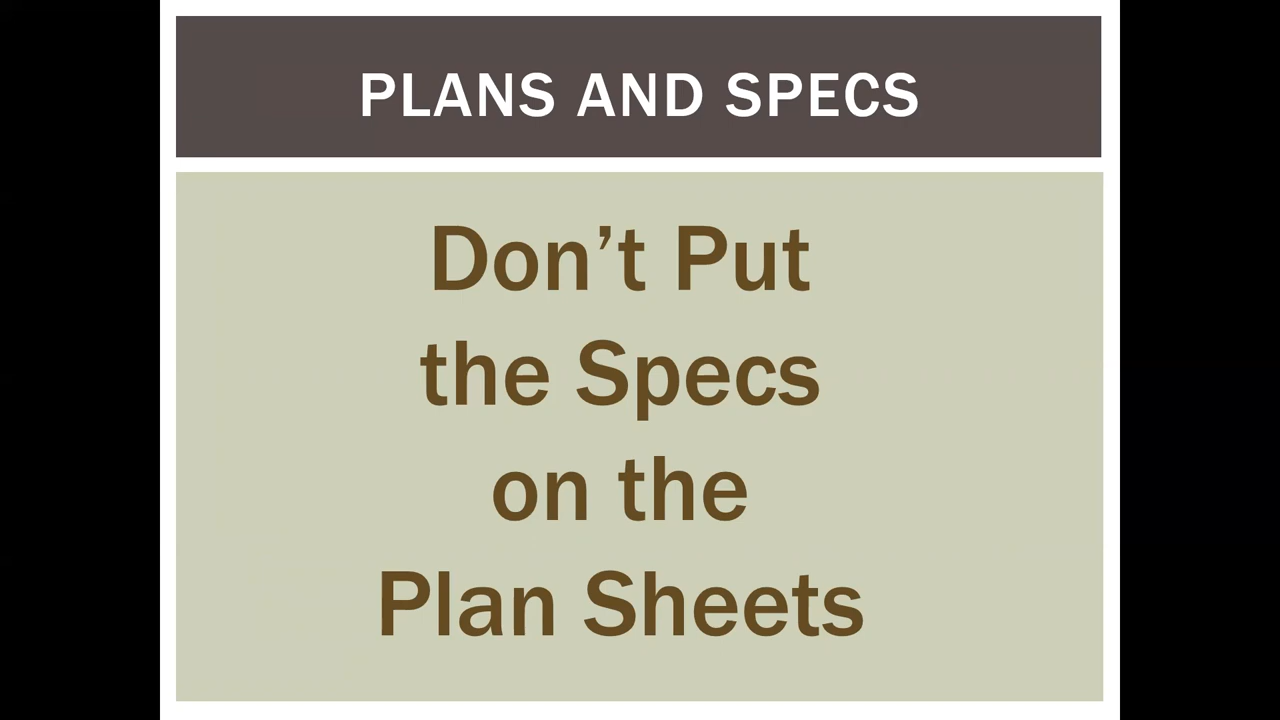 PLANS AND SPECS
Don’t Put
the Specs
on the
Plan Sheets